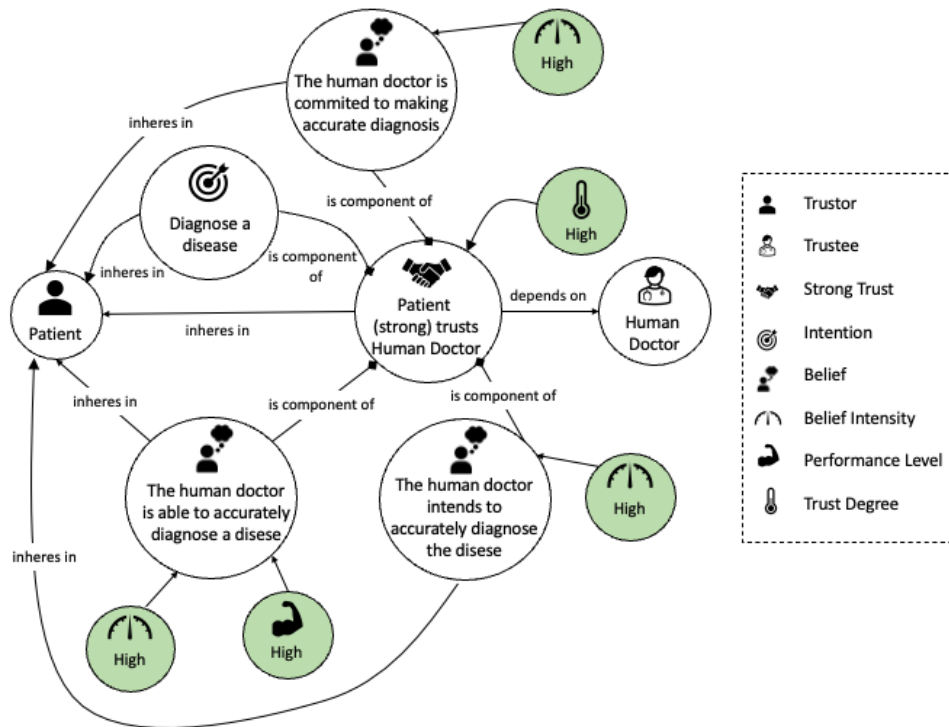 High
The human doctor is
commited to making
accurate diagnosis
inheres in
Diagnose a
disease
is component of
High
inheres in
is component
of
Patient
inheres in
Patient
(strong) trusts
Human Doctor
depends on
Human
Doctor
inheres in
is component of
is component of
The human doctor
is able to accurately
diagnose a disese
The human doctor
intends to
accurately diagnose
the disese
High
inheres in
High
High
Trustor
Trustee
Strong Trust
Intention
Belief
Belief Intensity
Performance Level
Trust Degree